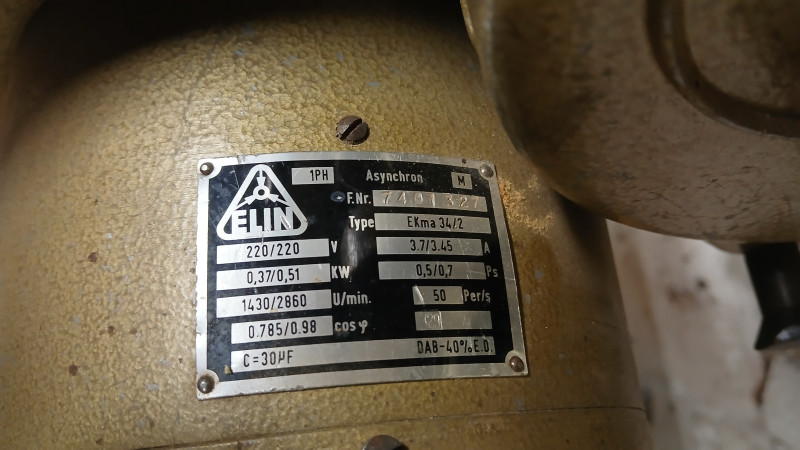 ELIN
1PH Asynchron M
F.Nr. 7401327
Type EKma 34/2
220/220 V 3.7/3.45 A
0,37/0,51 KW 0,5/0,7 Ps
1430/2860 U/min. 50 Per/s
0.785/0.98 cos φ
C=30µF DAB-40%E.D.